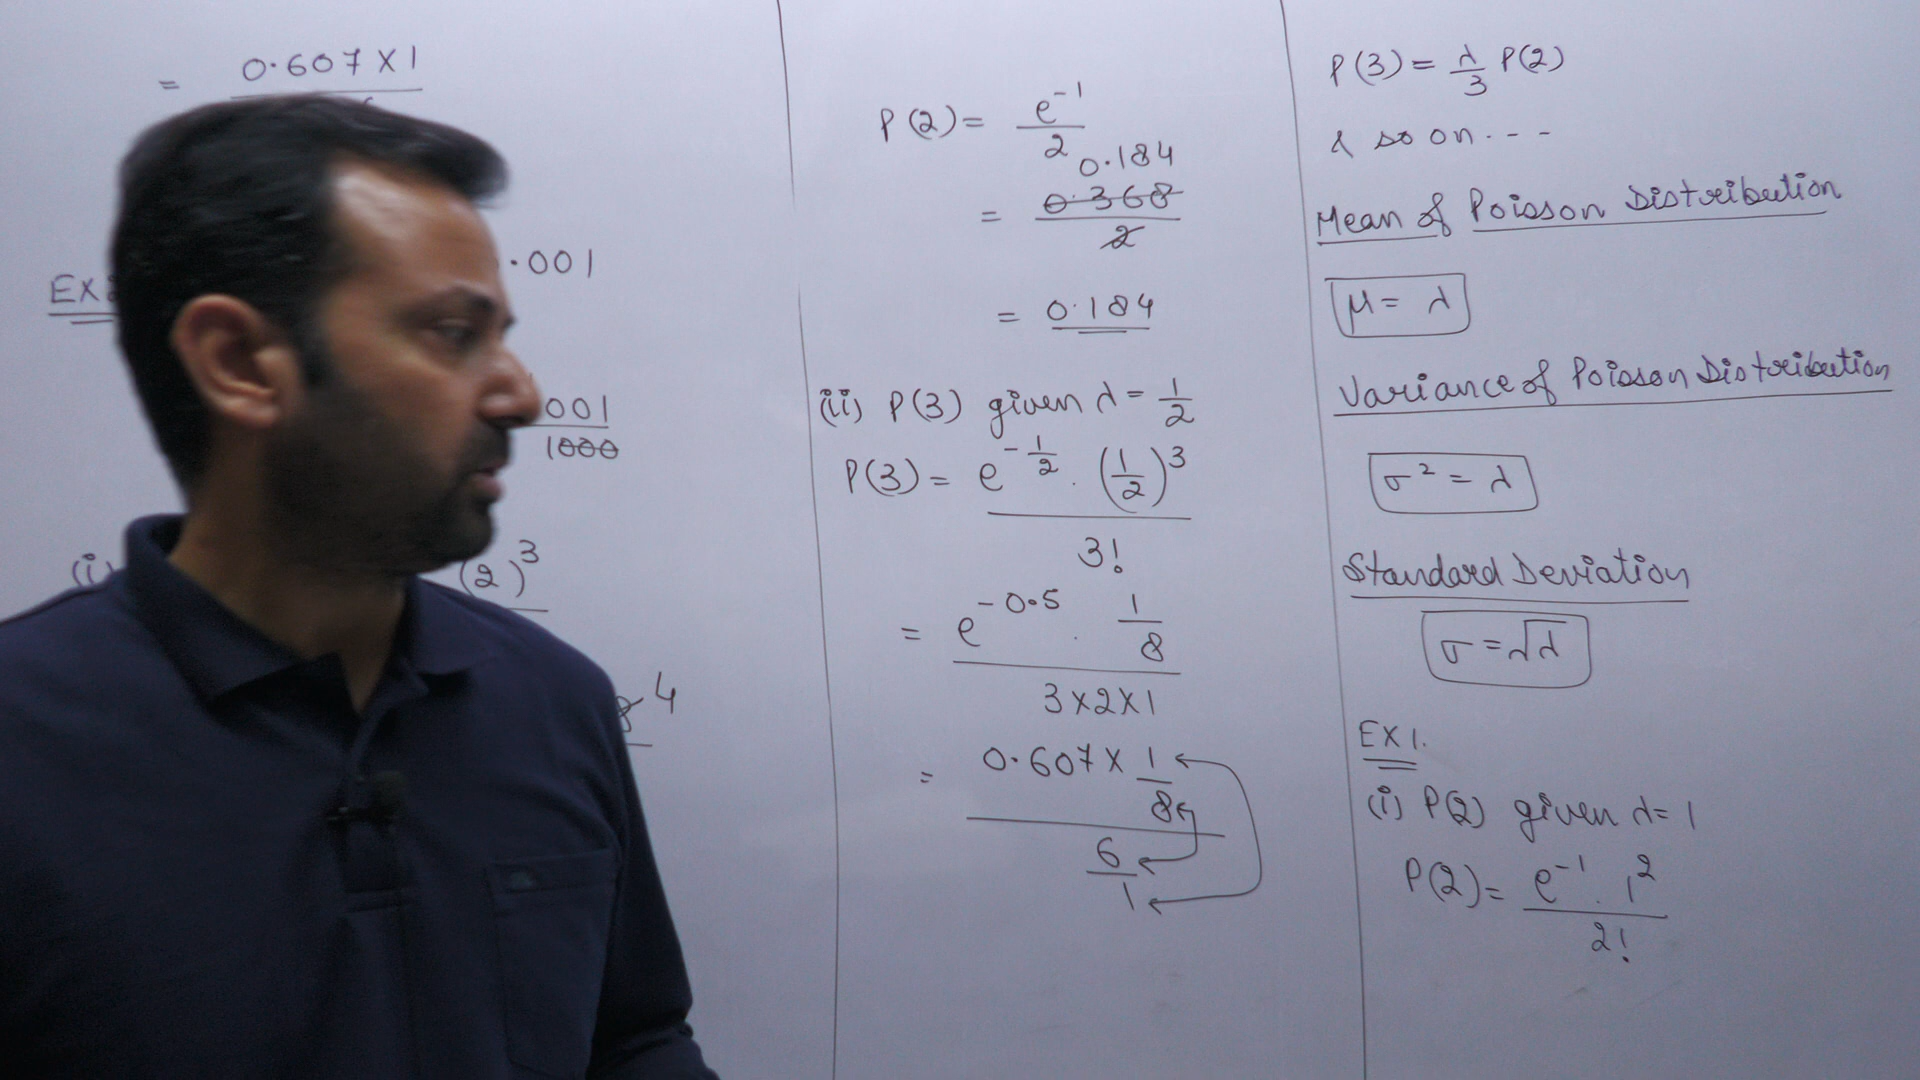 = 0.607 X 1
EX
.001
001
1000
(i)
(2)^3
4
P(2) = e^-1 / 2
0.184
= 0.368 / 2
= 0.184
(ii) P(3) given λ = 1/2
P(3) = e^-1/2 . (1/2)^3 / 3!
= e^-0.5 . 1/8 / 3x2x1
= 0.607 x 1/8 / 6/1
P(3) = λ/3 P(2)
& so on - - -
Mean of Poisson Distribution
μ = λ
Variance of Poisson Distribution
σ² = λ
Standard Deviation
σ = √λ
EX 1.
(i) P(2) given λ = 1
P(2) = e^-1 . 1^2 / 2!